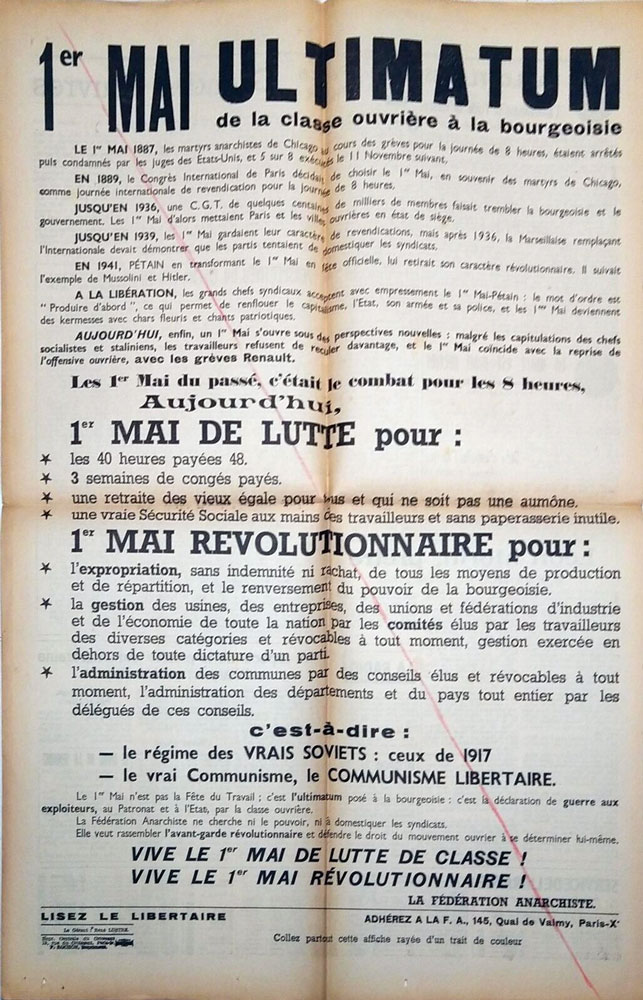 1er MAI ULTIMATUM
de la classe ouvrière à la bourgeoisie
LE 1er MAI 1887, les martyrs anarchistes de Chicago au cours des grèves pour la journée de 8 heures, étaient arrêtés
puis condamnés par les juges des Etats-Unis, et 5 sur 8 exécutés le 11 Novembre suivant.
EN 1889, le Congrès International de Paris décidait de choisir le 1er Mai, en souvenir des martyrs de Chicago,
comme journée internationale de revendication pour la journée de 8 heures.
JUSQU'EN 1936, une C.G.T. de quelques centaines de milliers de membres faisait trembler la bourgeoisie et le
gouvernement. Les 1er Mai d'alors mettaient Paris et les villes ouvrières en état de siège.
JUSQU'EN 1939, les 1er Mai gardaient leur caractère de revendications, mais après 1936, la Marseillaise remplaçant
l'Internationale devait démontrer que les partis tentaient de domestiquer les syndicats.
EN 1941, PÉTAIN en transformant le 1er Mai en fête officielle, lui retirait son caractère révolutionnaire. Il suivait
l'exemple de Mussolini et Hitler.
A LA LIBÉRATION, les grands chefs syndicaux acceptent avec empressement le 1er Mai-Pétain : le mot d'ordre est
" Produire d'abord ", ce qui permet de renflouer le capitalisme, l'Etat, son armée et sa police, et les 1er Mai deviennent
des kermesses avec chars fleuris et chants patriotiques.
AUJOURD'HUI, enfin, un 1er Mai s'ouvre sous des perspectives nouvelles : malgré les capitulations des chefs
socialistes et staliniens, les travailleurs refusent de reculer davantage, et le 1er Mai coïncide avec la reprise de
l'offensive ouvrière, avec les grèves Renault.
Les 1er Mai du passé, c'était le combat pour les 8 heures,
Aujourd'hui,
1er MAI DE LUTTE pour :
★ les 40 heures payées 48.
★ 3 semaines de congés payés.
★ une retraite des vieux égale pour tous et qui ne soit pas une aumône.
★ une vraie Sécurité Sociale aux mains des travailleurs et sans paperasserie inutile.
1er MAI REVOLUTIONNAIRE pour :
★ l'expropriation, sans indemnité ni rachat, de tous les moyens de production
et de répartition, et le renversement du pouvoir de la bourgeoisie.
★ la gestion des usines, des entreprises, des unions et fédérations d'industrie
et de l'économie de toute la nation par les comités élus par les travailleurs
des diverses catégories et révocables à tout moment, gestion exercée en
dehors de toute dictature d'un parti.
★ l'administration des communes par des conseils élus et révocables à tout
moment, l'administration des départements et du pays tout entier par les
délégués de ces conseils.
c'est-à-dire :
— le régime des VRAIS SOVIETS : ceux de 1917
— le vrai Communisme, le COMMUNISME LIBERTAIRE.
Le 1er Mai n'est pas la Fête du Travail ; c'est l'ultimatum posé à la bourgeoisie : c'est la déclaration de guerre aux
exploiteurs, au Patronat et à l'Etat, par la classe ouvrière.
La Fédération Anarchiste ne cherche ni le pouvoir, ni à domestiquer les syndicats.
Elle veut rassembler l'avant-garde révolutionnaire et défendre le droit du mouvement ouvrier à se déterminer lui-même.
VIVE LE 1er MAI DE LUTTE DE CLASSE !
VIVE LE 1er MAI RÉVOLUTIONNAIRE !
LA FÉDÉRATION ANARCHISTE.
LISEZ LE LIBERTAIRE
ADHÉREZ A LA F. A., 145, Quai de Valmy, Paris-Xe
Le Gérant : René LUSTRE.
Impr. Centrale du Croissant
19, rue du Croissant, Paris-2e
Collez partout cette affiche rayée d'un trait de couleur